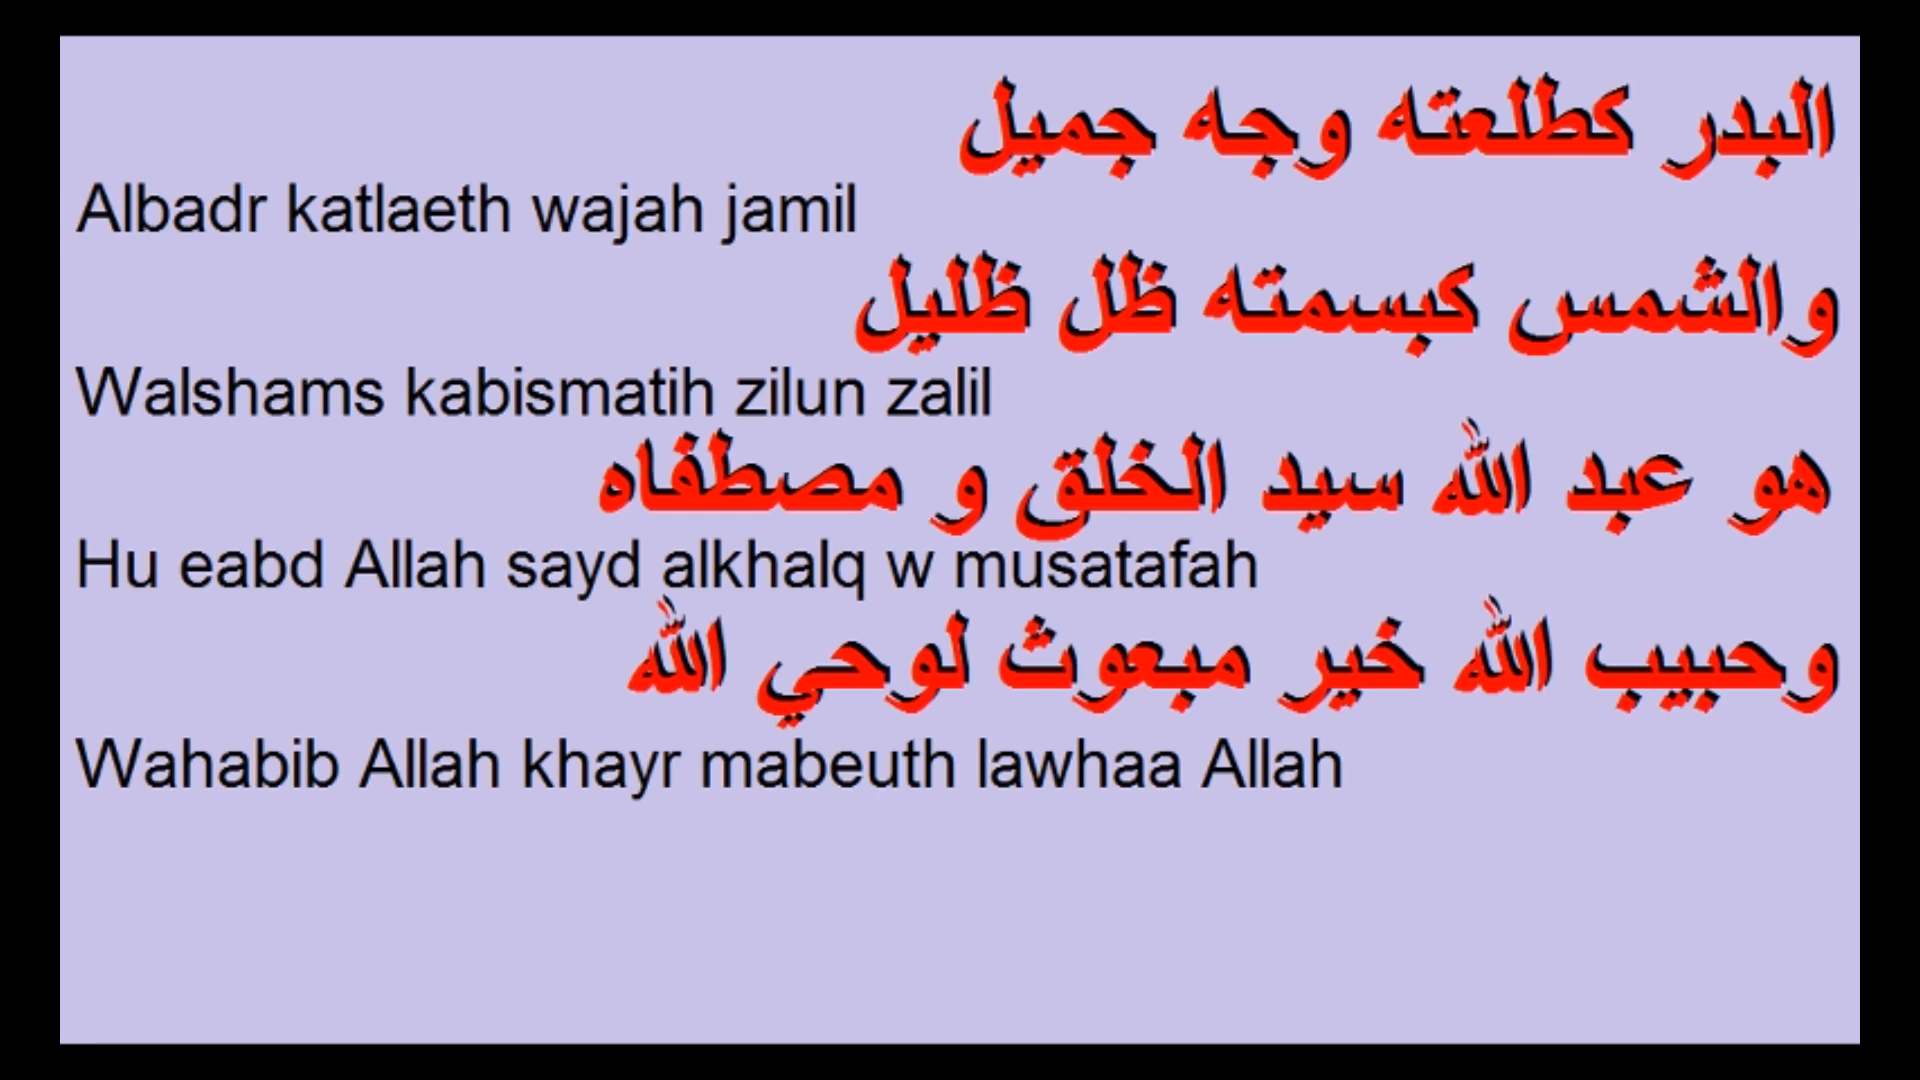 البدر كطلعته وجه جميل
Albadr katlaeth wajah jamil
والشمس كبسمته ظل ظليل
Walshams kabismatih zilun zalil
هو عبد الله سيد الخلق و مصطفاه
Hu eabd Allah sayd alkhalq w musatafah
وحبيب الله خير مبعوث لوحي الله
Wahabib Allah khayr mabeuth lawhaa Allah